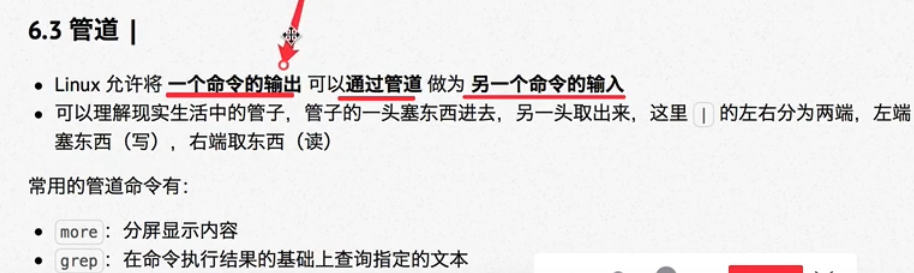 6.3 管道 |
Linux 允许将 一个命令的输出 可以通过管道 做为 另一个命令的输入
可以理解现实生活中的管子，管子的一头塞东西进去，另一头取出来，这里 | 的左右分为两端，左端
塞东西（写），右端取东西（读）
常用的管道命令有：
more：分屏显示内容
grep：在命令执行结果的基础上查询指定的文本